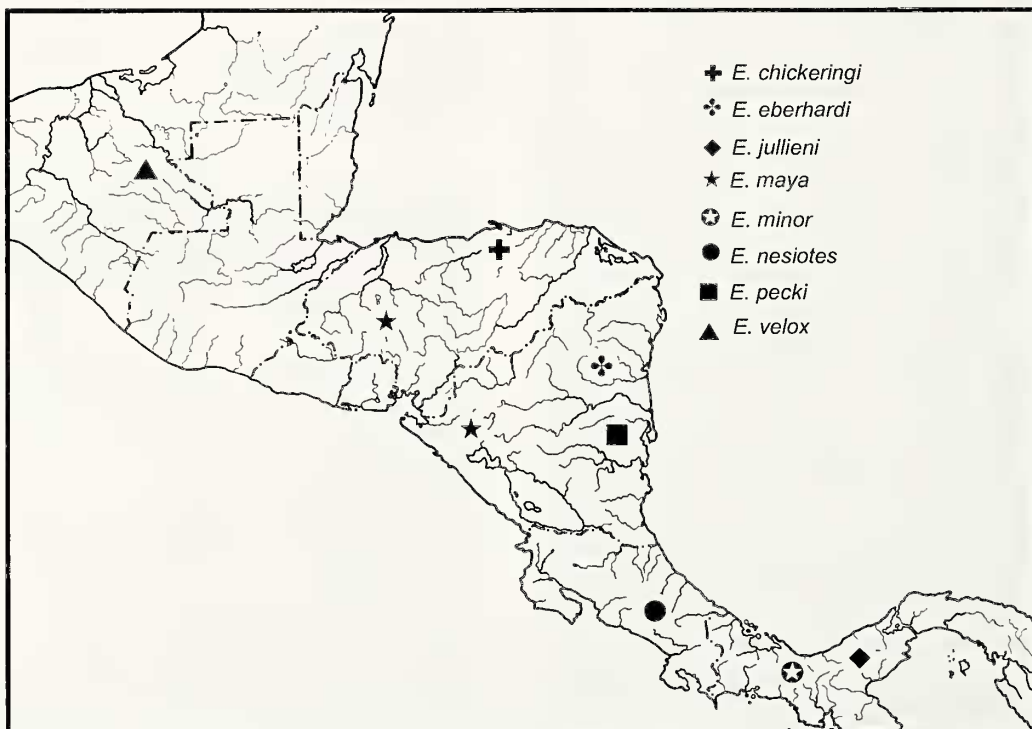 E. chickeringi
E. eberhardi
E. jullieni
E. maya
E. minor
E. nesiotes
E. pecki
E. velox